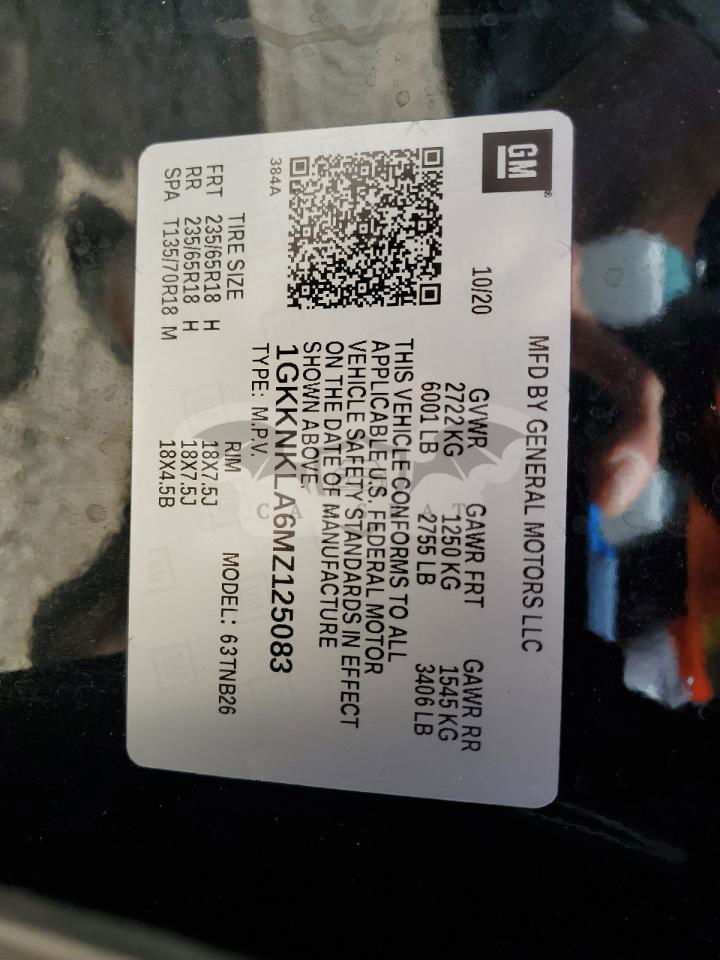 GM
MFD BY GENERAL MOTORS LLC
10/20
GVWR GAWR FRT GAWR RR
2722 KG 1250 KG 1545 KG
6001 LB 2755 LB 3406 LB
THIS VEHICLE CONFORMS TO ALL
APPLICABLE U.S. FEDERAL MOTOR
VEHICLE SAFETY STANDARDS IN EFFECT
ON THE DATE OF MANUFACTURE
SHOWN ABOVE.
1GKKNKLA6MZ125083
TYPE: M.P.V.
384A
TIRE SIZE RIM MODEL: 63TNB26
FRT 235/65R18 H 18X7.5J
RR 235/65R18 H 18X7.5J
SPA T135/70R18 M 18X4.5B